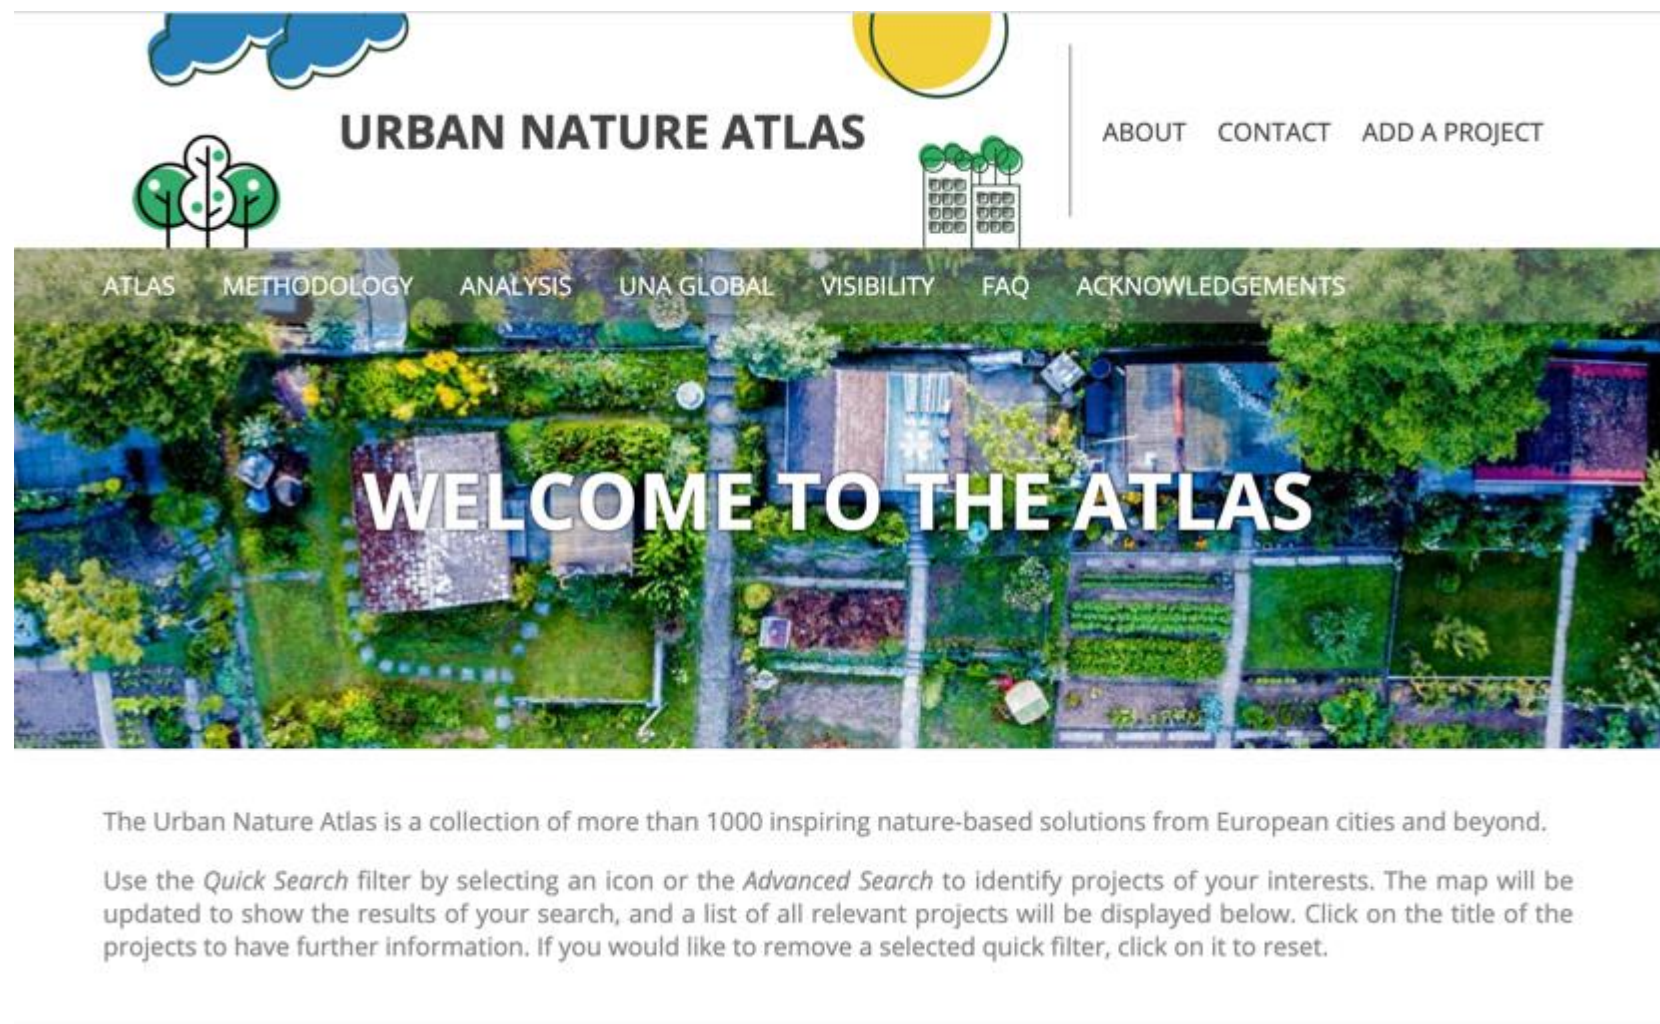 URBAN NATURE ATLAS
ABOUT CONTACT ADD A PROJECT
ATLAS METHODOLOGY ANALYSIS UNA GLOBAL VISIBILITY FAQ ACKNOWLEDGEMENTS
WELCOME TO THE ATLAS
The Urban Nature Atlas is a collection of more than 1000 inspiring nature-based solutions from European cities and beyond.
Use the Quick Search filter by selecting an icon or the Advanced Search to identify projects of your interests. The map will be
updated to show the results of your search, and a list of all relevant projects will be displayed below. Click on the title of the
projects to have further information. If you would like to remove a selected quick filter, click on it to reset.